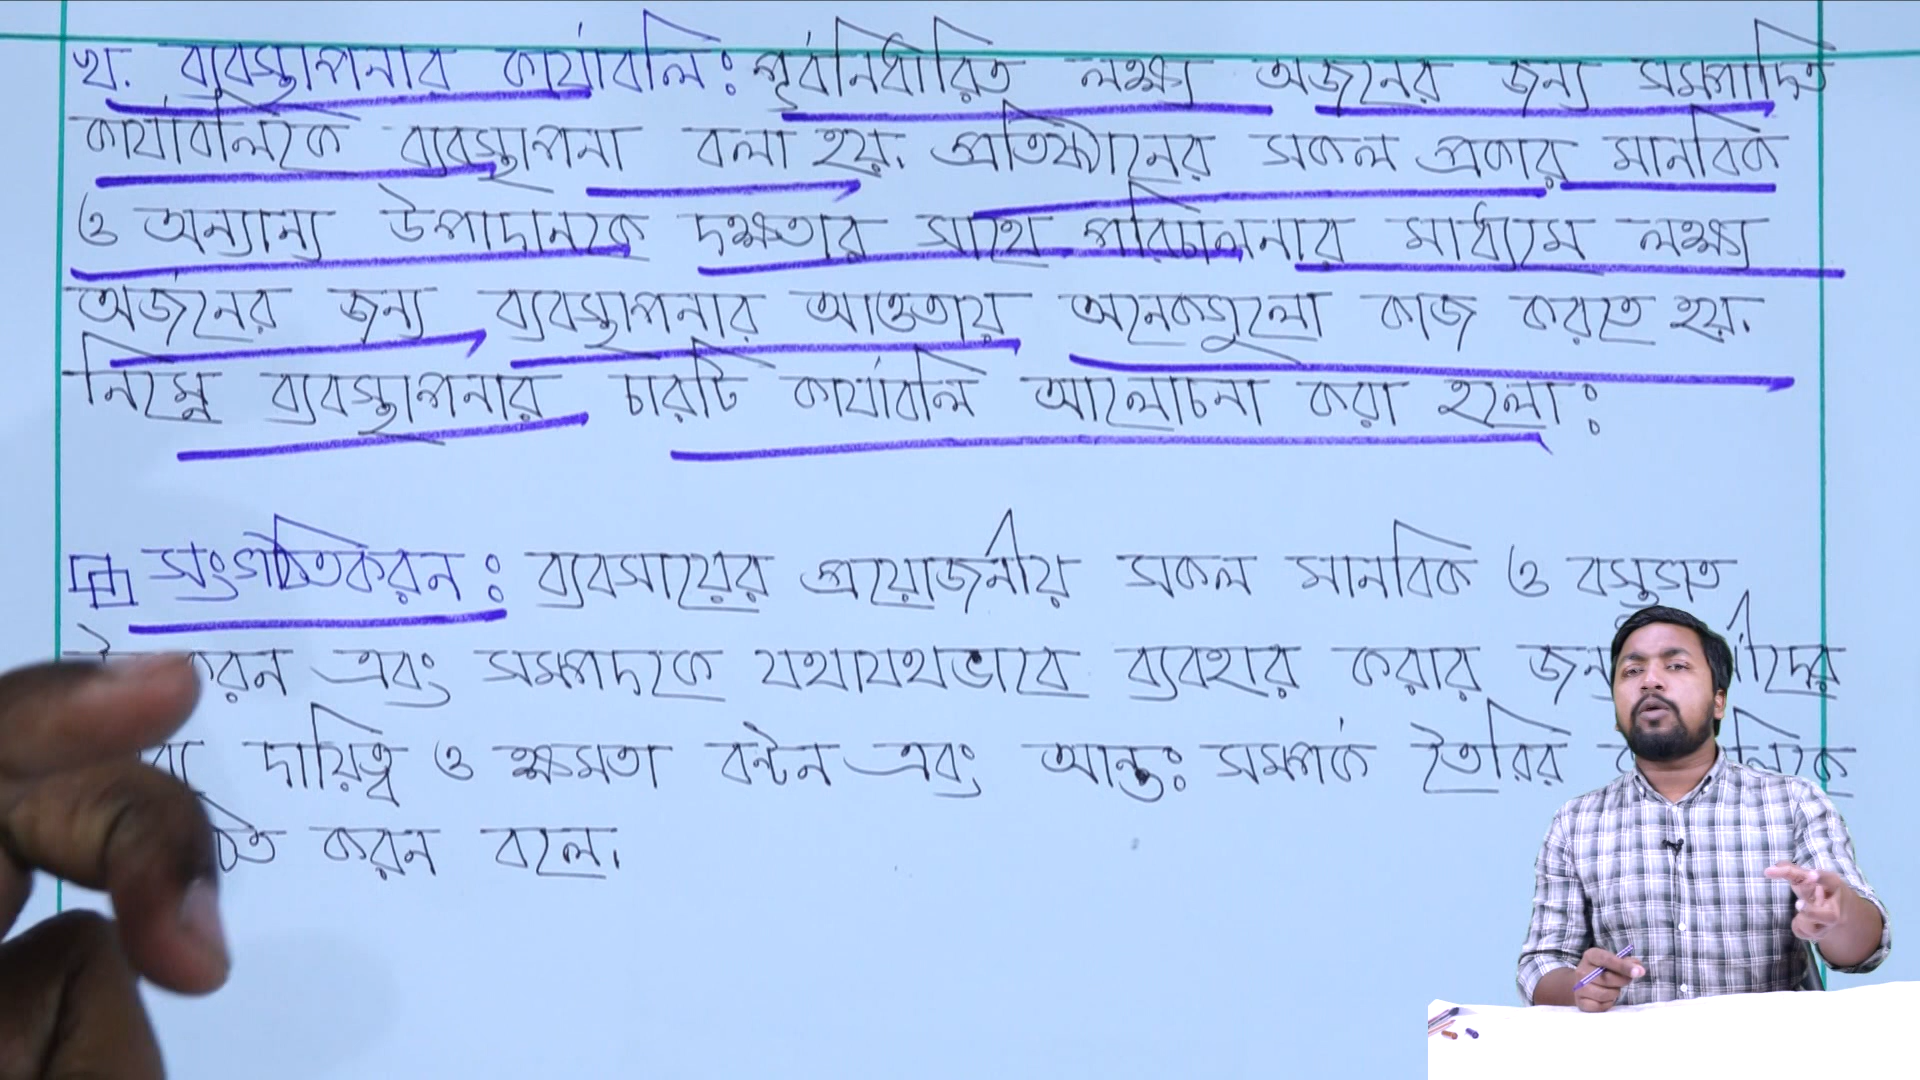 খ. ব্যবস্থাপনার কার্যাবলি: পূর্বনির্ধারিত লক্ষ্য অর্জনের জন্য সম্পাদিত
কার্যাবলিকে ব্যবস্থাপনা বলা হয়. প্রতিষ্ঠানের সকল প্রকার মানবিক
ও অন্যান্য উপাদানকে দক্ষতার সাথে পরিচালনার মাধ্যমে লক্ষ্য
অর্জনের জন্য ব্যবস্থাপনার আওতায় অনেকগুলো কাজ করতে হয়.
নিম্নে ব্যবস্থাপনার চারটি কার্যাবলি আলোচনা করা হলো:
সংগঠিতকরন: ব্যবসায়ের প্রয়োজনীয় সকল মানবিক ও বস্তুগত
এবং সম্পদকে যথাযথভাবে ব্যবহার করার
দায়িত্ব ও ক্ষমতা বন্টন এবং আন্ত: সম্পর্ক তৈরির
করন বলে।